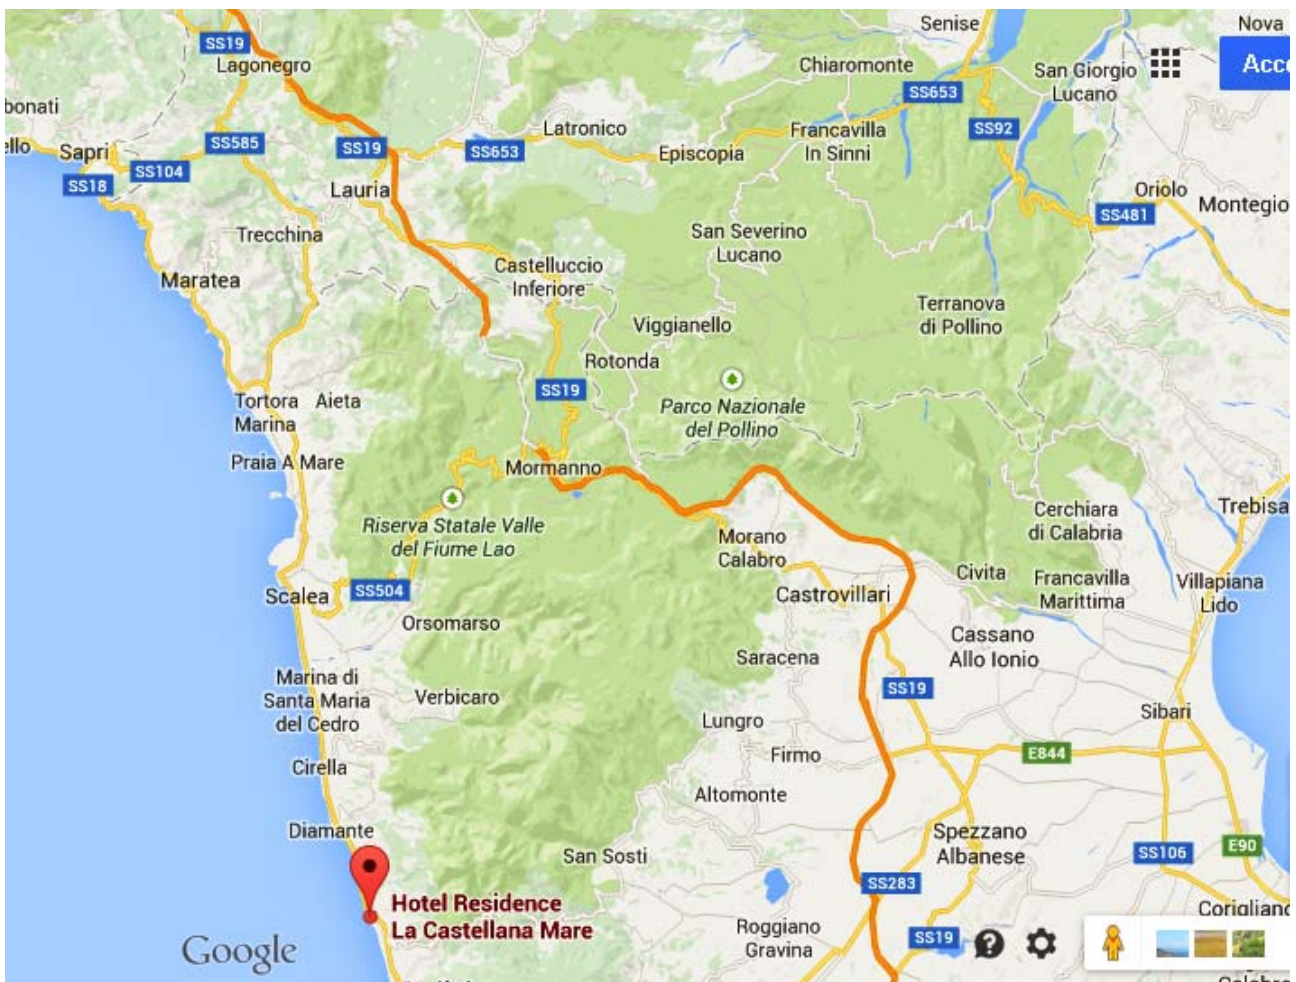 Senise
Nova
SS19
Lagonegro
Chiaromonte
San Giorgio
Lucano
Acce
bonati
SS653
ello
Sapri
SS585
SS104
SS18
SS19
SS653
Latronico
Episcopia
Francavilla
In Sinni
SS92
Lauria
Oriolo
Montegio
SS481
Trecchina
San Severino
Lucano
Maratea
Castelluccio
Inferiore
Terranova
di Pollino
Viggianello
Rotonda
SS19
Tortora
Marina
Aieta
Parco Nazionale
del Pollino
Praia A Mare
Mormanno
Riserva Statale Valle
del Fiume Lao
Cerchiara
di Calabria
Trebisa
Morano
Calabro
Civita
Francavilla
Marittima
Villapiana
Lido
Scalea
SS504
Castrovillari
Orsomarso
Cassano
Allo Ionio
Saracena
Marina di
Santa Maria
del Cedro
Verbicaro
SS19
Lungro
Sibari
Firmo
E844
Cirella
Altomonte
Diamante
San Sosti
Spezzano
Albanese
SS106
E90
SS283
Hotel Residence
La Castellana Mare
Roggiano
Gravina
SS19
Corigliano
Google